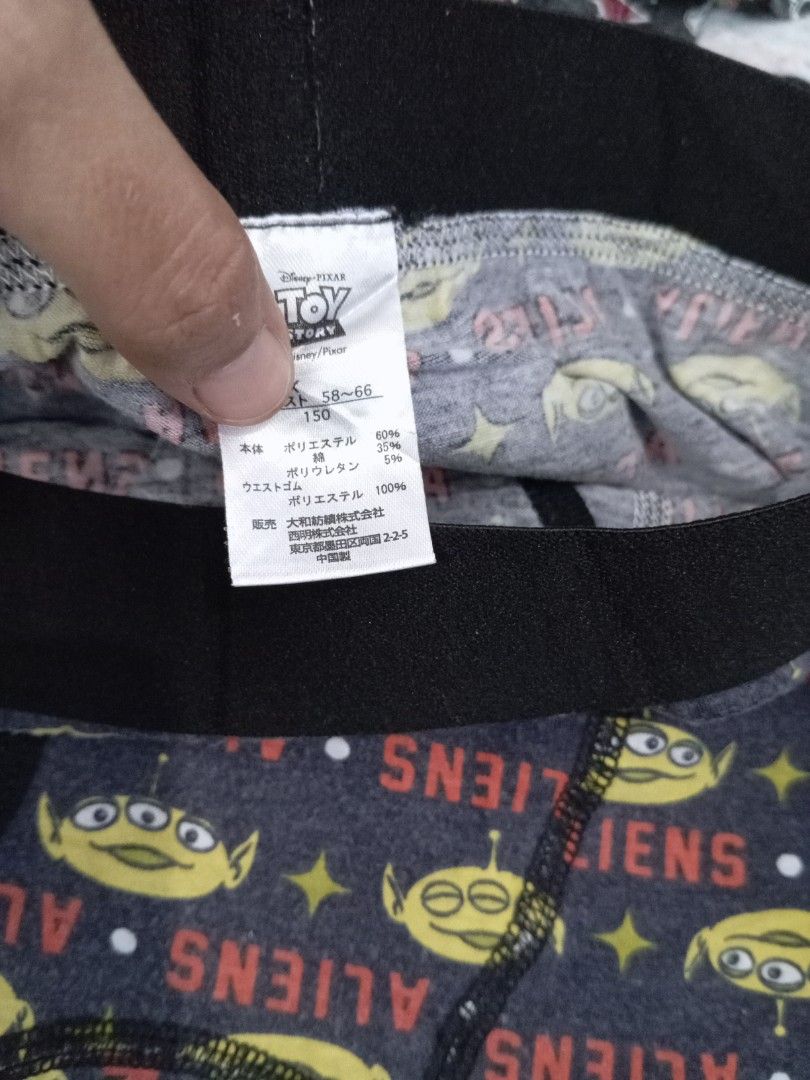 Disney·PIXAR
TOY
STORY
isney/Pixar
スト 58~66
150
本体 ポリエステル 60%
綿 35%
ポリウレタン 5%
ウエストゴム
ポリエステル 100%
販売 大和紡績株式会社
西明株式会社
東京都墨田区両国2-2-5
中国製
ALIENS
ALIENS
ALIENS